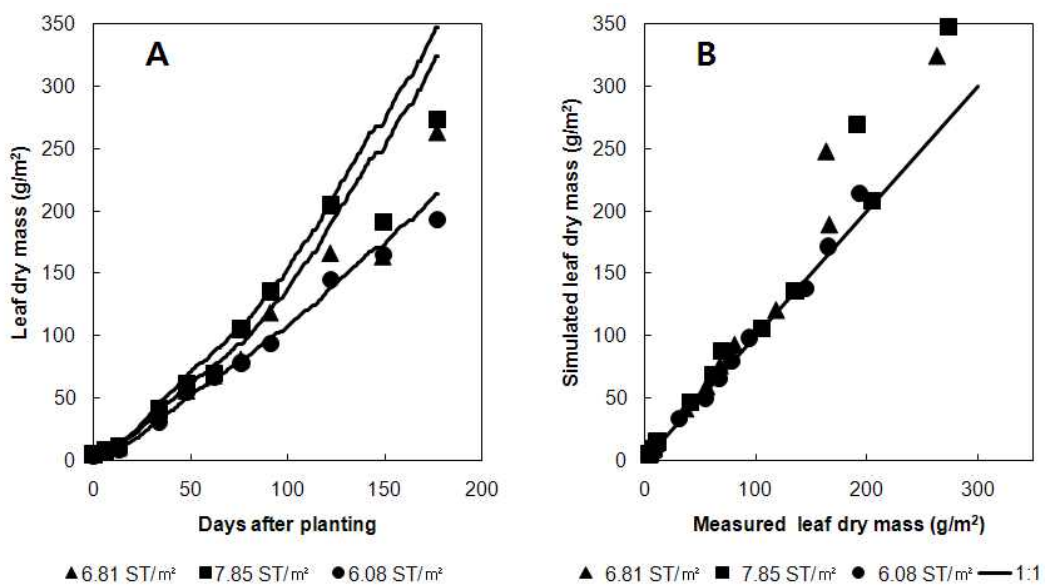 A
350
300
250
200
150
100
50
0
Leaf dry mass (g/m²)
0 50 100 150 200
Days after planting
▲ 6.81 ST/㎡ ■ 7.85 ST/㎡ ● 6.08 ST/㎡
B
350
300
250
200
150
100
50
0
Simulated leaf dry mass (g/m²)
0 100 200 300
Measured leaf dry mass (g/m²)
▲ 6.81 ST/㎡ ■ 7.85 ST/㎡ ● 6.08 ST/㎡ — 1:1